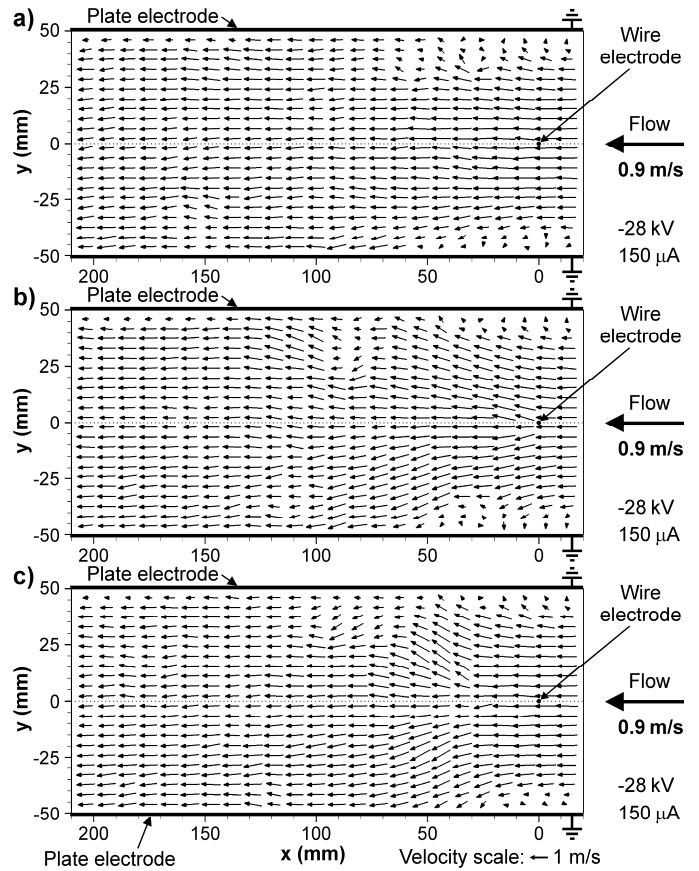 a)
Plate electrode
50
25
0
-25
-50
y (mm)
200
150
100
50
0
Wire
electrode
Flow
0.9 m/s
-28 kV
150 μA
b)
Plate electrode
50
25
0
-25
-50
y (mm)
200
150
100
50
0
Wire
electrode
Flow
0.9 m/s
-28 kV
150 μA
c)
Plate electrode
50
25
0
-25
-50
y (mm)
200
150
100
50
0
Wire
electrode
Flow
0.9 m/s
-28 kV
150 μA
Plate electrode
x (mm)
Velocity scale: ← 1 m/s